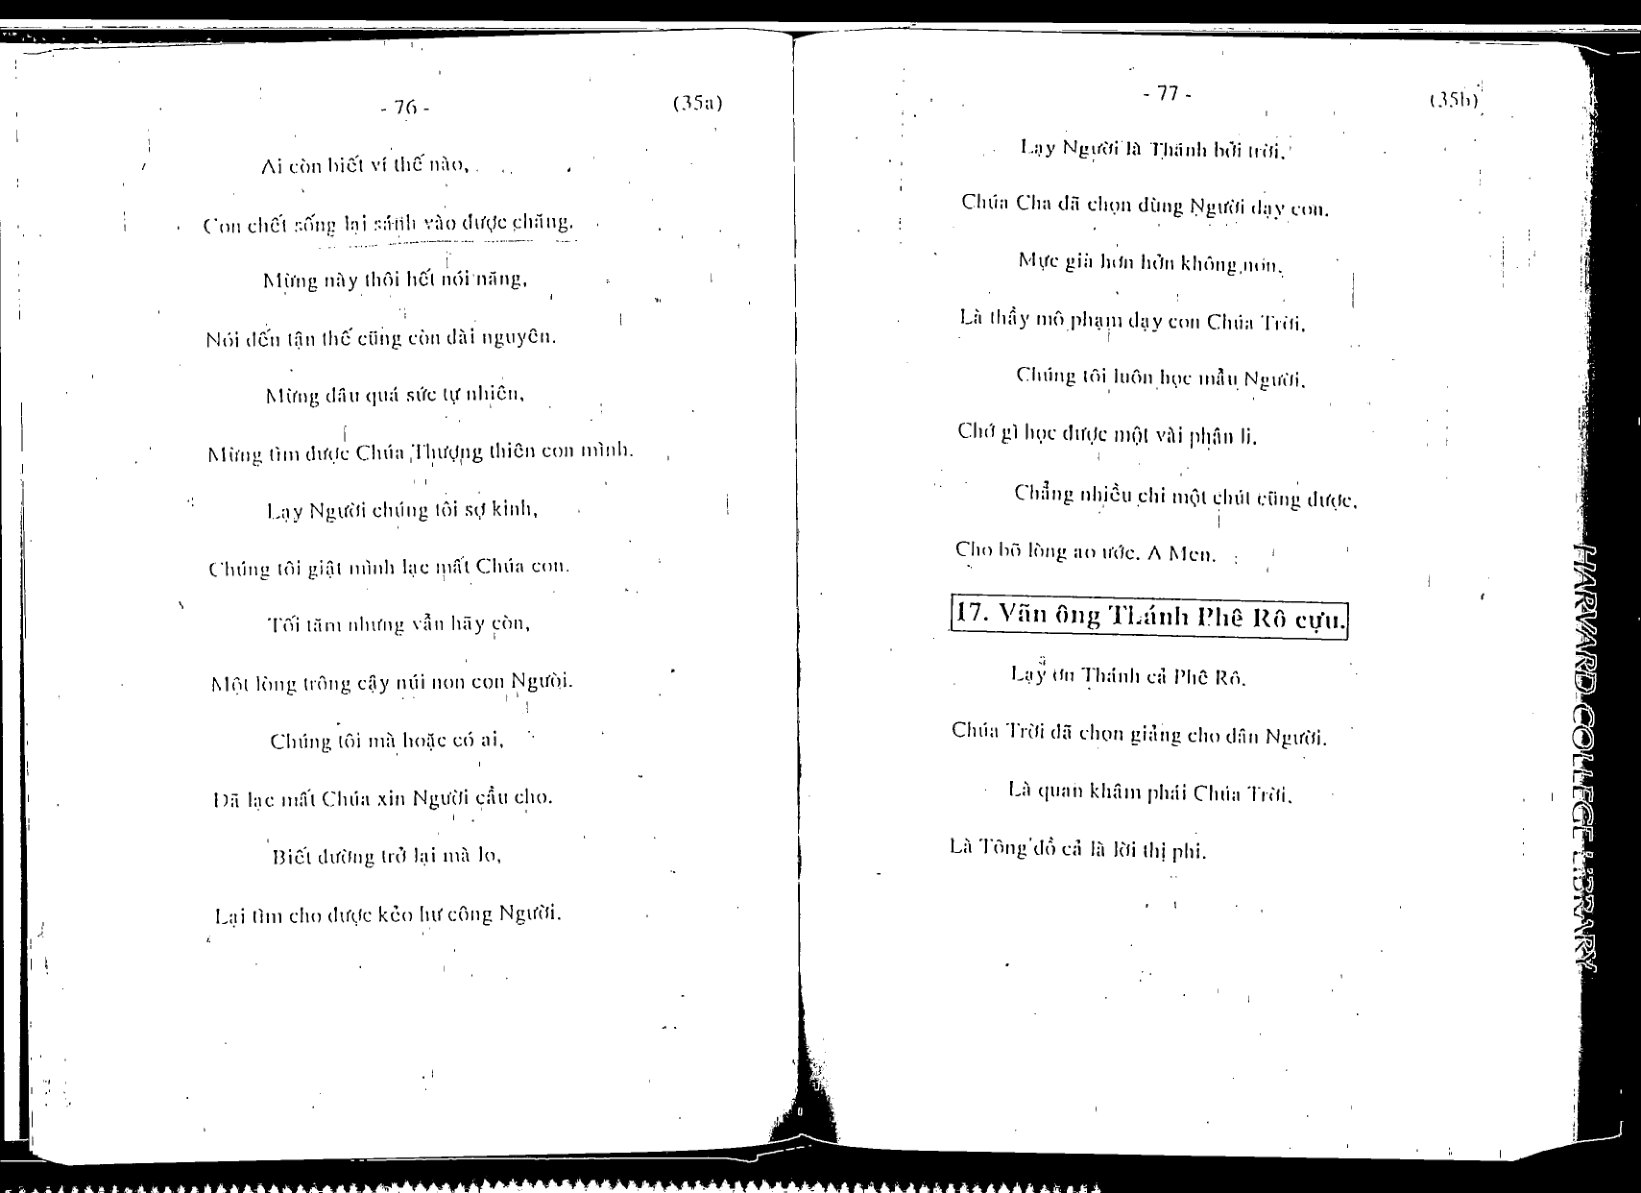 - 76 -
(35a)
Ai còn biết ví thế nào,
Con chết sống lại sánh vào được chăng.
Mừng này thôi hết nói năng,
Nói đến tận thế cũng còn dài nguyên.
Mừng dâu quá sức tự nhiên,
Mừng tìm được Chúa Thượng thiên con mình.
Lạy Người chúng tôi sợ kinh,
Chúng tôi giật mình lạc mất Chúa con.
Tối tăm nhưng vẫn hãy còn,
Một lòng trông cậy núi non con Người.
Chúng tôi mà hoặc có ai,
Đã lạc mất Chúa xin Người cầu cho.
Biết đường trở lại mà lo,
Lại tìm cho được kẻo hư công Người.
- 77 -
(35b)
Lạy Người là Thánh bởi trời.
Chúa Cha đã chọn dùng Người dạy con.
Mực già hơn hởn không non.
Là thầy mô phạm dạy con Chúa Trời.
Chúng tôi luôn học mẫu Người.
Chớ gì học được một vài phân li.
Chẳng nhiều chi một chút cũng được.
Cho bõ lòng ao ước. A Men.
17. Vãn ông Thánh Phê Rô cựu.
Lạy ơn Thánh cả Phê Rô.
Chúa Trời đã chọn giảng cho dân Người.
Là quan khâm phái Chúa Trời.
Là Tông đồ cả là lời thị phi.
HARVARD COLLEGE LIBRARY